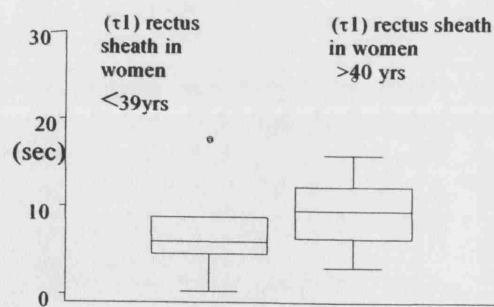 30
20
(sec)
10
0
(τ1) rectus
sheath in
women
<39yrs
(τ1) rectus sheath
in women
>40 yrs